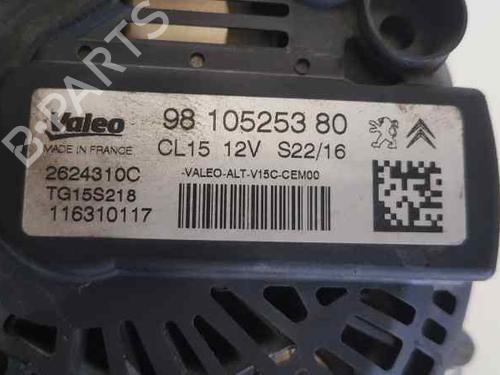 Valeo
MADE IN FRANCE
98 105253 80
CL15 12V S22/16
2624310C
TG15S218
116310117
-VALEO-ALT-V15C-CEM00
B-PARTS